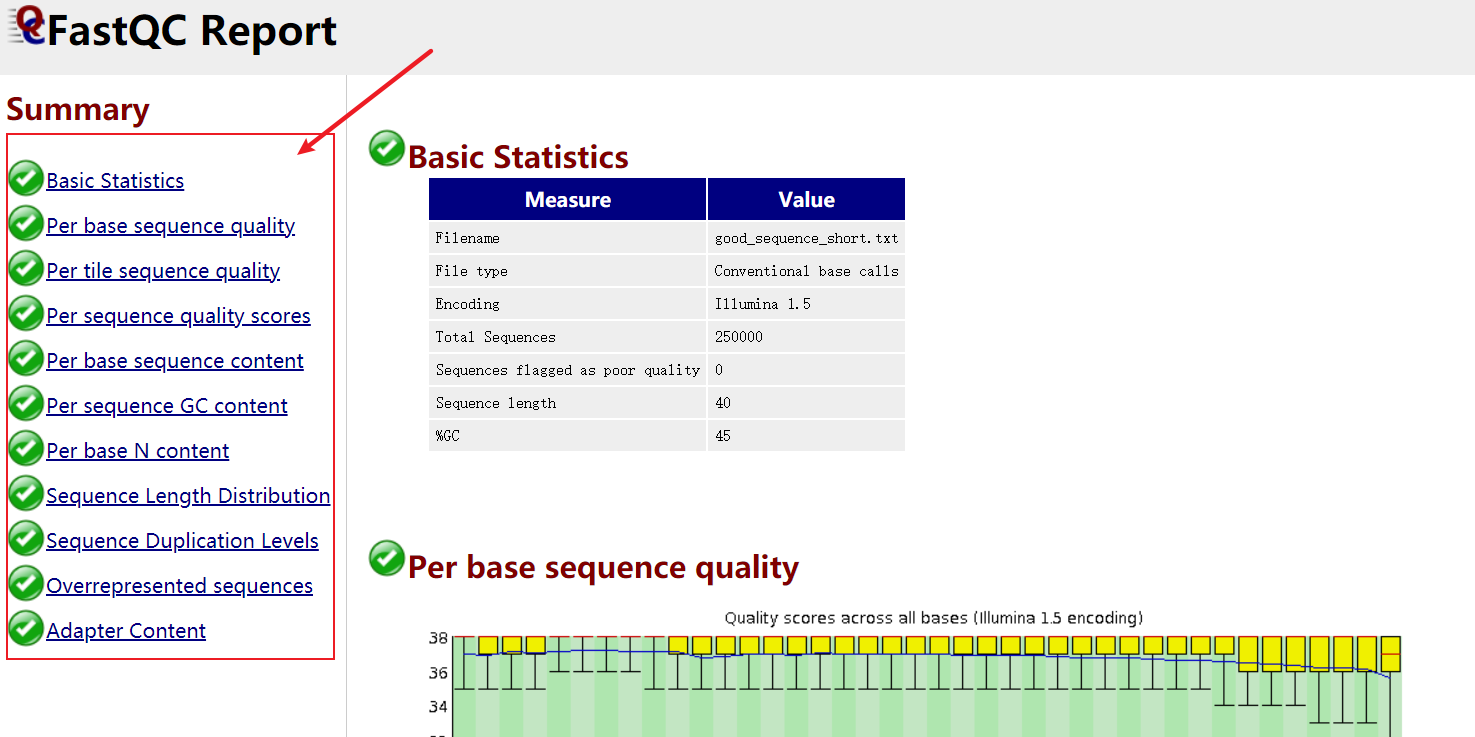 FastQC Report
Summary
Basic Statistics
Per base sequence quality
Per tile sequence quality
Per sequence quality scores
Per base sequence content
Per sequence GC content
Per base N content
Sequence Length Distribution
Sequence Duplication Levels
Overrepresented sequences
Adapter Content
Basic Statistics
Measure Value
Filename good_sequence_short.txt
File type Conventional base calls
Encoding Illumina 1.5
Total Sequences 250000
Sequences flagged as poor quality 0
Sequence length 40
%GC 45
Per base sequence quality
Quality scores across all bases (Illumina 1.5 encoding)
38
36
34